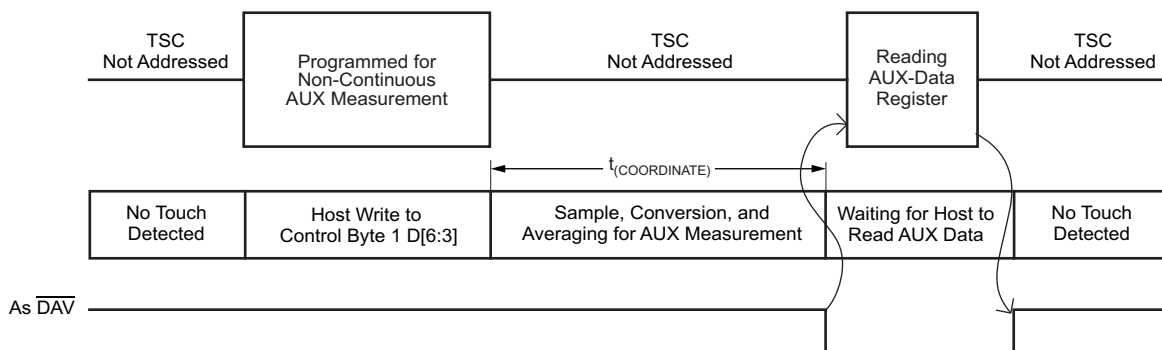 TSC
Not Addressed
Programmed for
Non-Continuous
AUX Measurement
TSC
Not Addressed
Reading
AUX-Data
Register
TSC
Not Addressed
t(COORDINATE)
No Touch
Detected
Host Write to
Control Byte 1 D[6:3]
Sample, Conversion, and
Averaging for AUX Measurement
Waiting for Host to
Read AUX Data
No Touch
Detected
As DAV